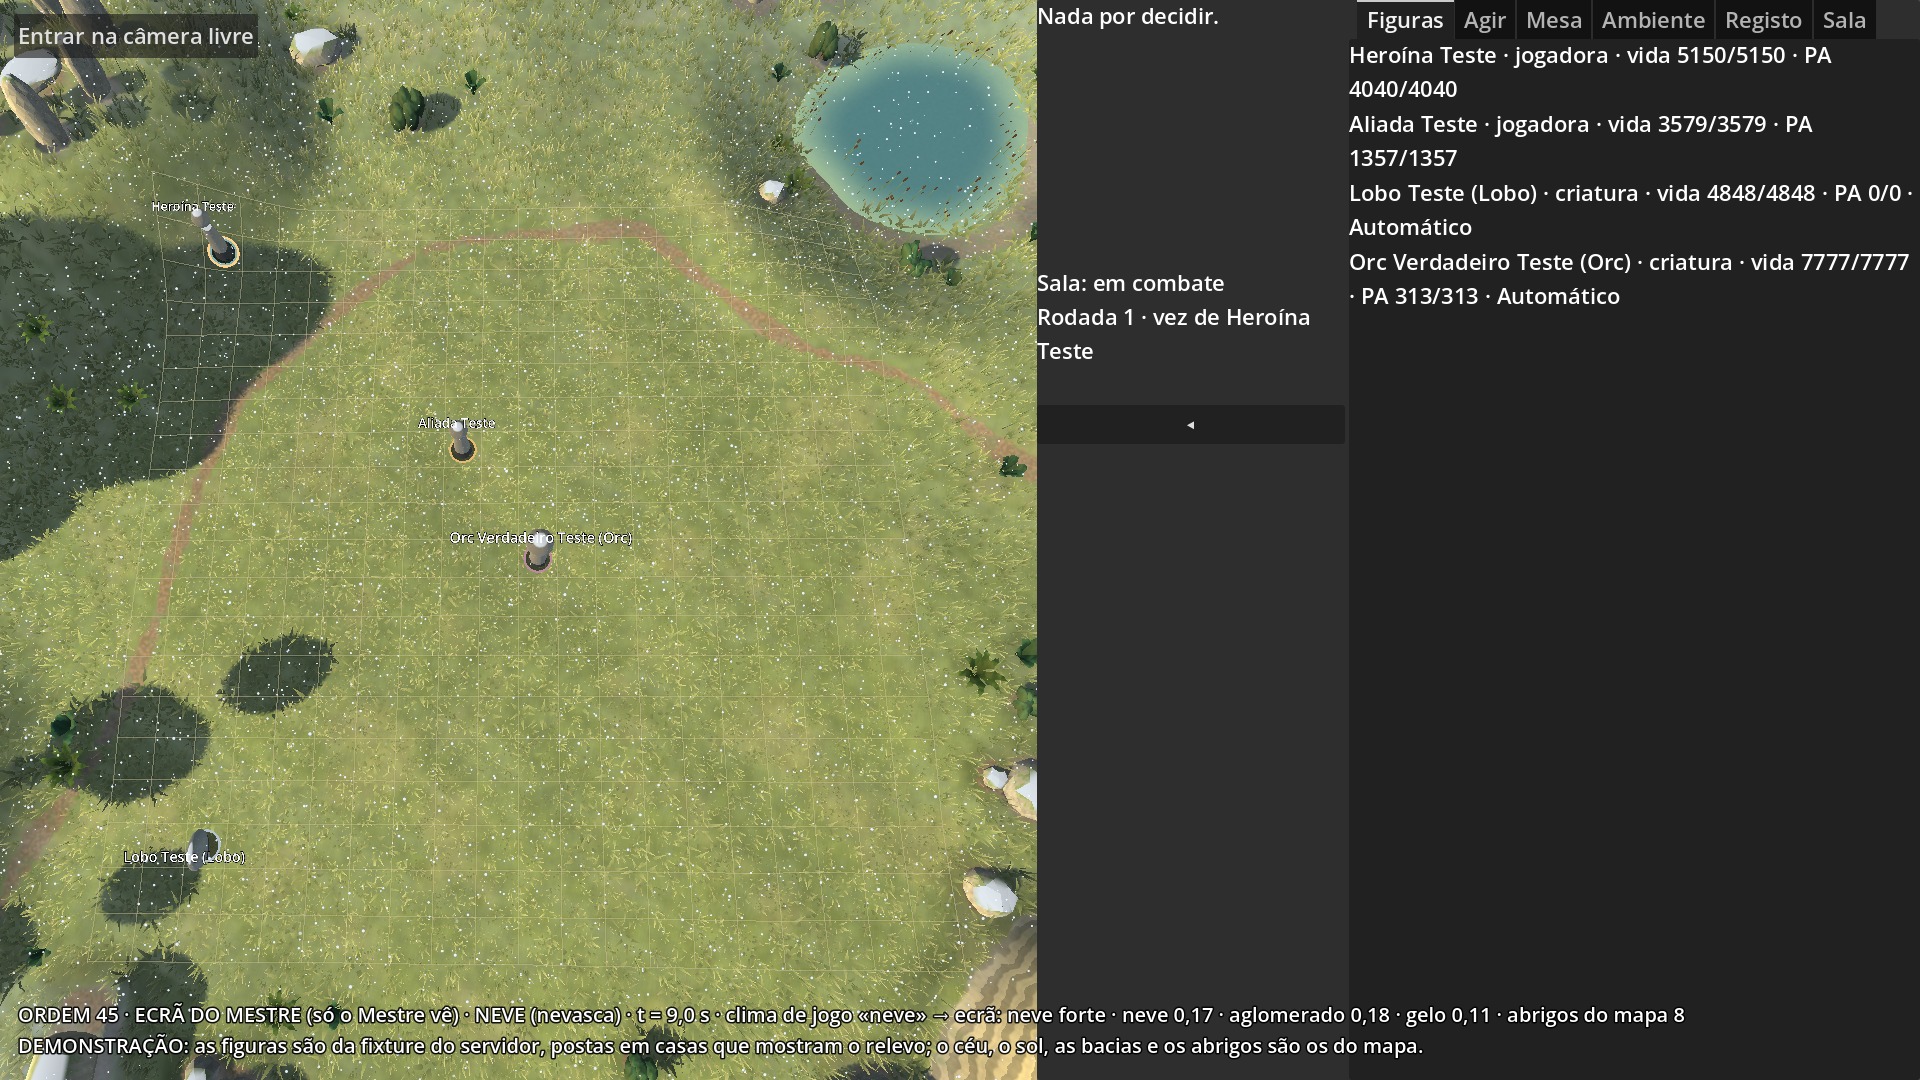 Entrar na câmera livre
Heroína Teste
Aliada Teste
Orc Verdadeiro Teste (Orc)
Lobo Teste (Lobo)
Nada por decidir.
Sala: em combate
Rodada 1 · vez de Heroína
Teste
Figuras Agir Mesa Ambiente Registo Sala
Heroína Teste · jogadora · vida 5150/5150 · PA
4040/4040
Aliada Teste · jogadora · vida 3579/3579 · PA
1357/1357
Lobo Teste (Lobo) · criatura · vida 4848/4848 · PA 0/0 ·
Automático
Orc Verdadeiro Teste (Orc) · criatura · vida 7777/7777
· PA 313/313 · Automático
ORDEM 45 · ECRÃ DO MESTRE (só o Mestre vê) · NEVE (nevasca) · t = 9,0 s · clima de jogo «neve» → ecrã: neve forte · neve 0,17 · aglomerado 0,18 · gelo 0,11 · abrigos do mapa 8
DEMONSTRAÇÃO: as figuras são da fixture do servidor, postas em casas que mostram o relevo; o céu, o sol, as bacias e os abrigos são os do mapa.